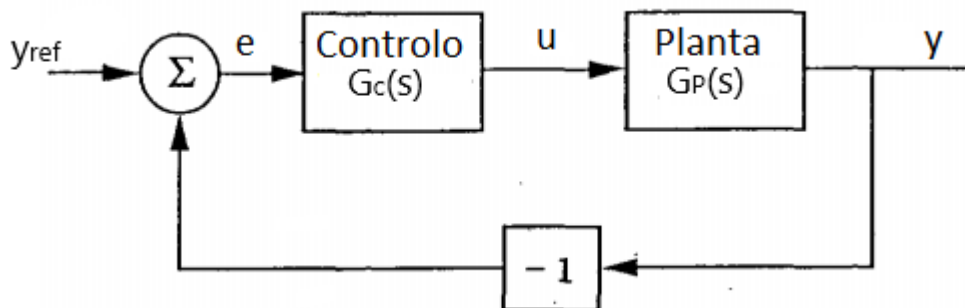 yref
Σ
e
Controlo
Gc(s)
u
Planta
GP(s)
y
-1